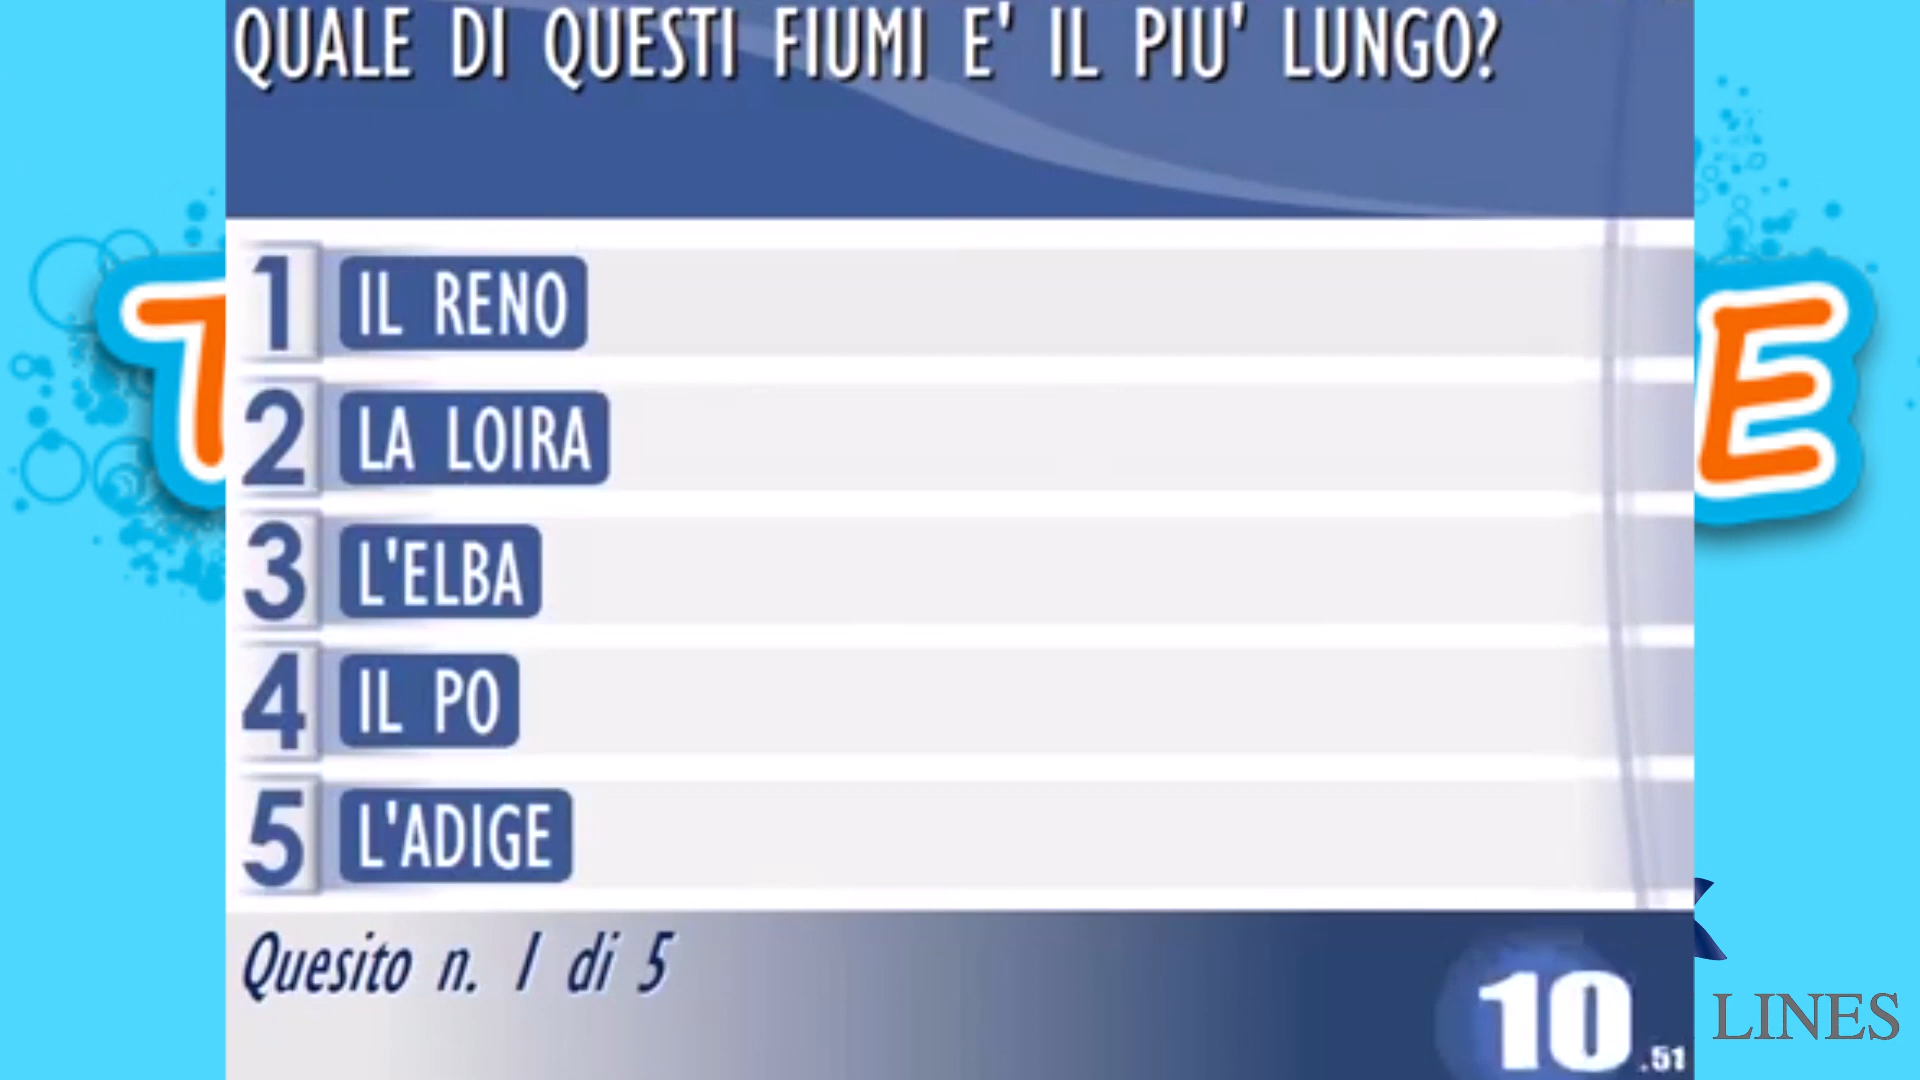 QUALE DI QUESTI FIUMI E' IL PIU' LUNGO?
1 IL RENO
2 LA LOIRA
3 L'ELBA
4 IL PO
5 L'ADIGE
Quesito n. 1 di 5
10.51
T
E
LINES